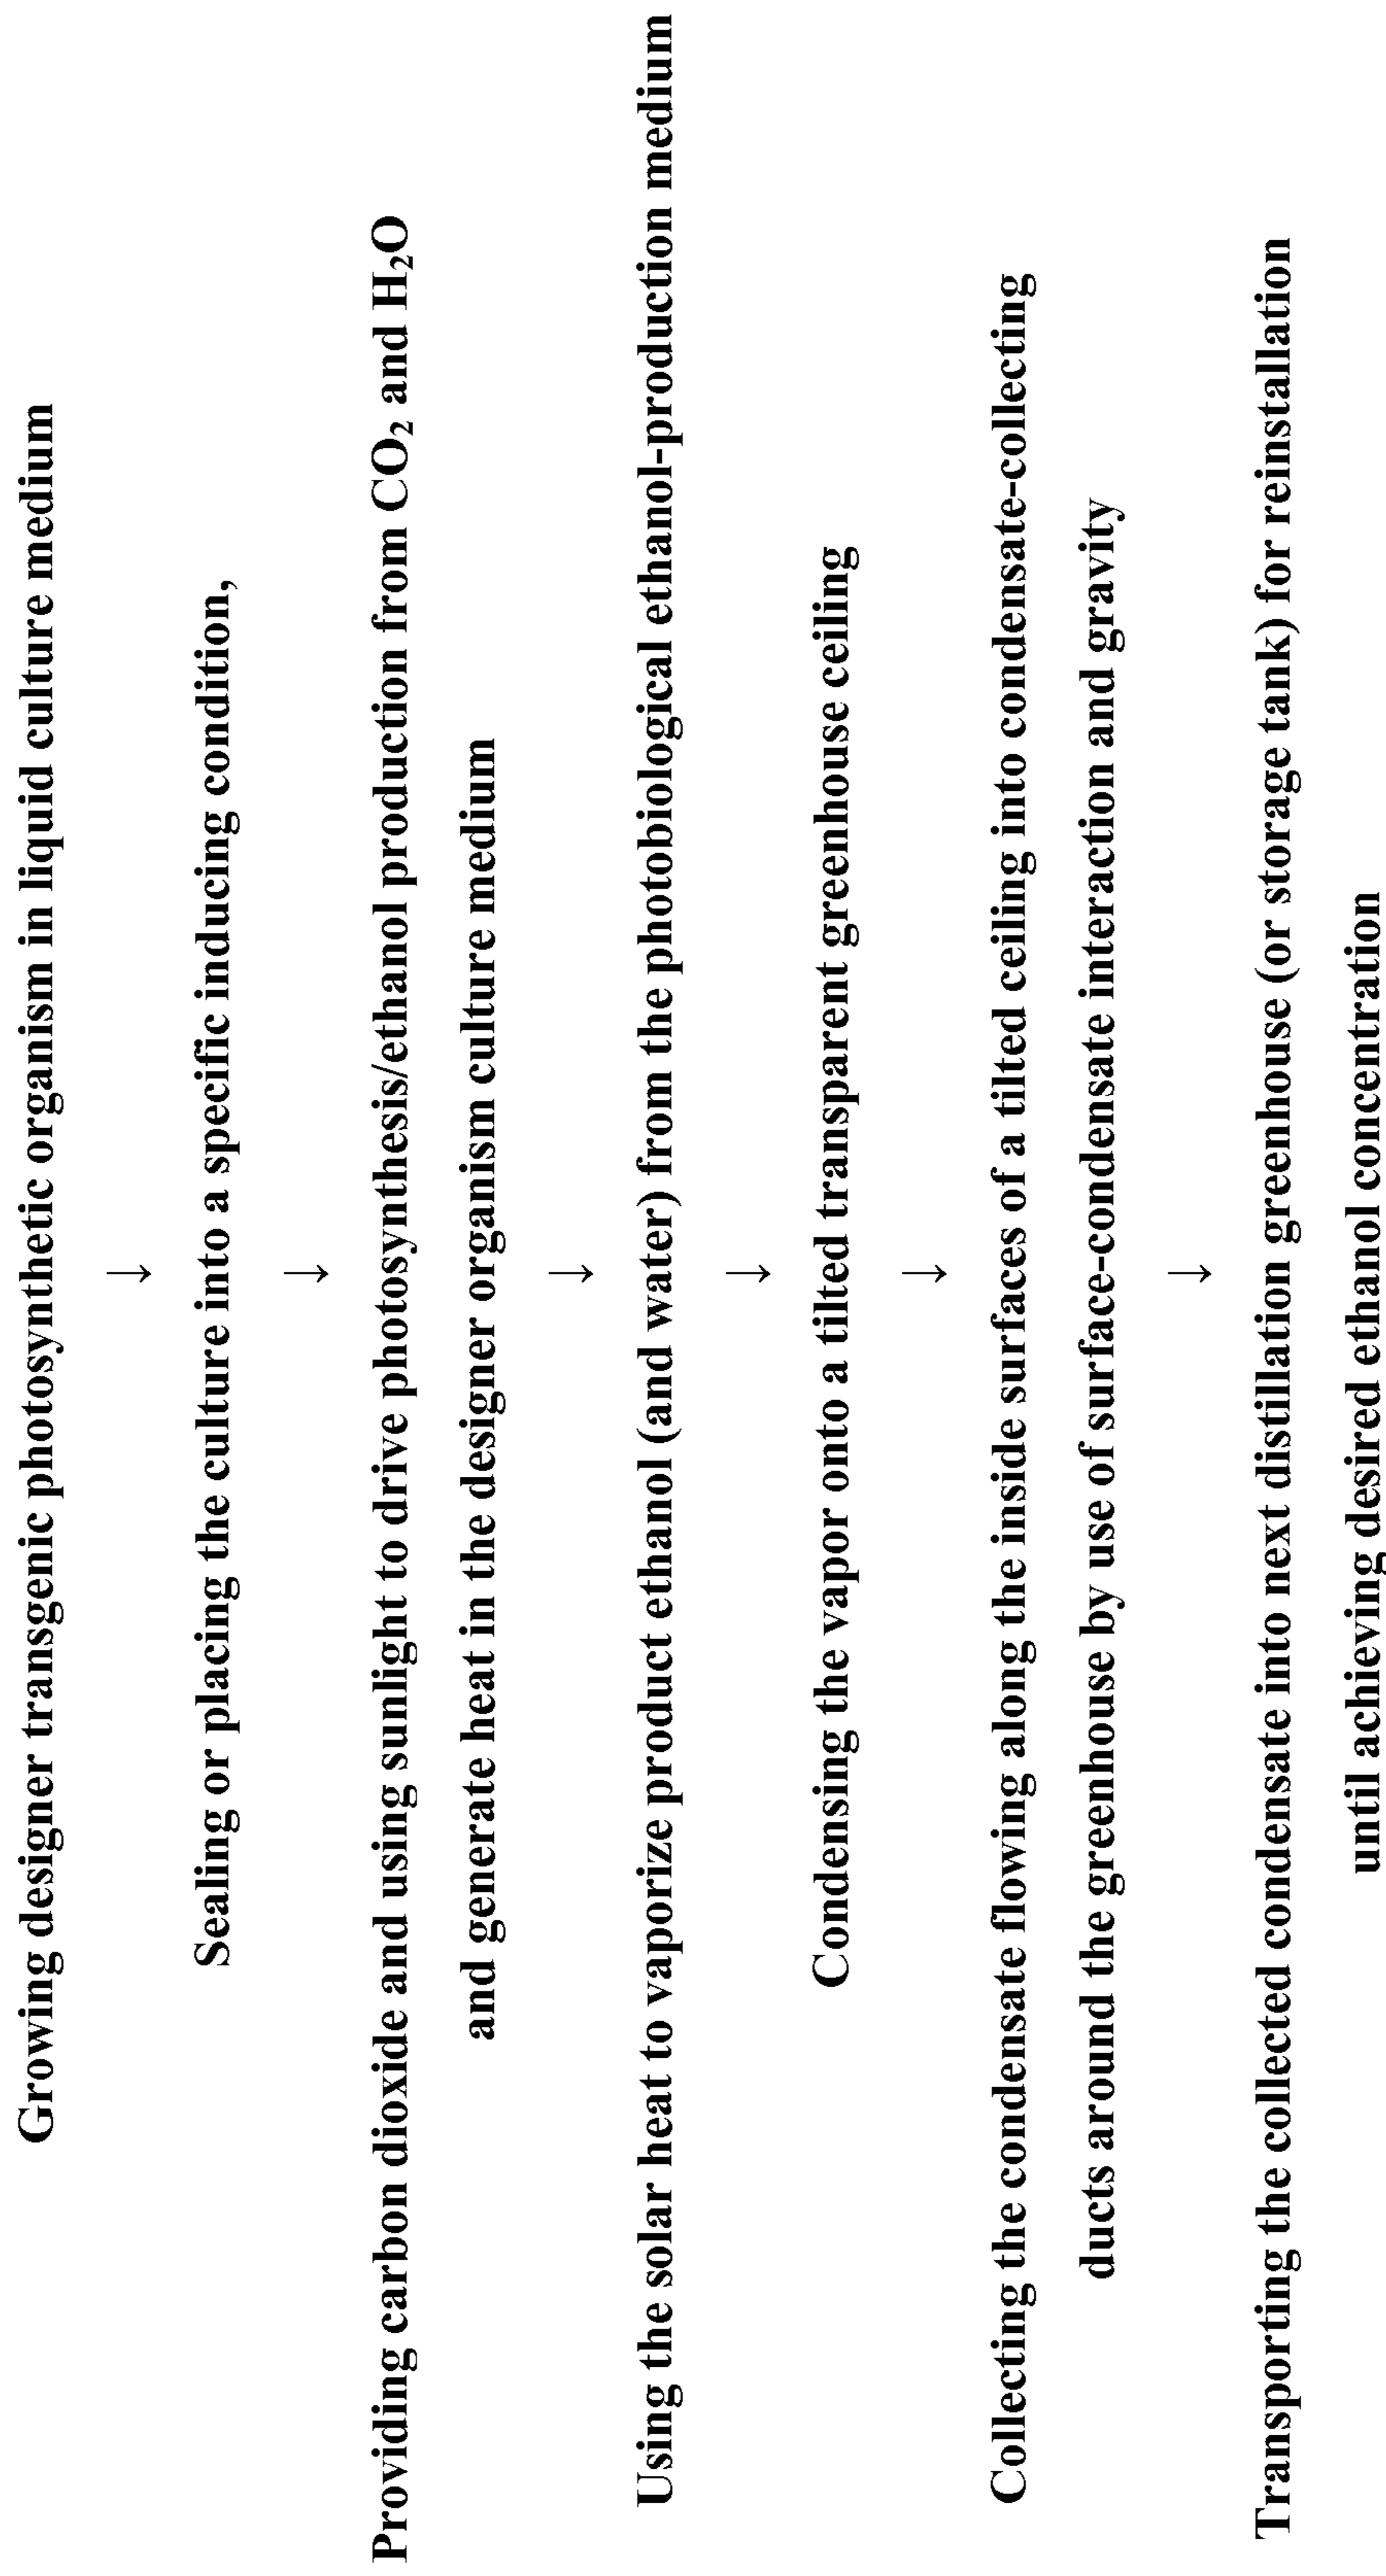 Growing designer transgenic photosynthetic organism in liquid culture medium
↓
Sealing or placing the culture into a specific inducing condition,
↓
Providing carbon dioxide and using sunlight to drive photosynthesis/ethanol production from CO₂ and H₂O
and generate heat in the designer organism culture medium
↓
Using the solar heat to vaporize product ethanol (and water) from the photobiological ethanol-production medium
↓
Condensing the vapor onto a tilted transparent greenhouse ceiling
↓
Collecting the condensate flowing along the inside surfaces of a tilted ceiling into condensate-collecting
ducts around the greenhouse by use of surface-condensate interaction and gravity
↓
Transporting the collected condensate into next distillation greenhouse (or storage tank) for reinstallation
until achieving desired ethanol concentration